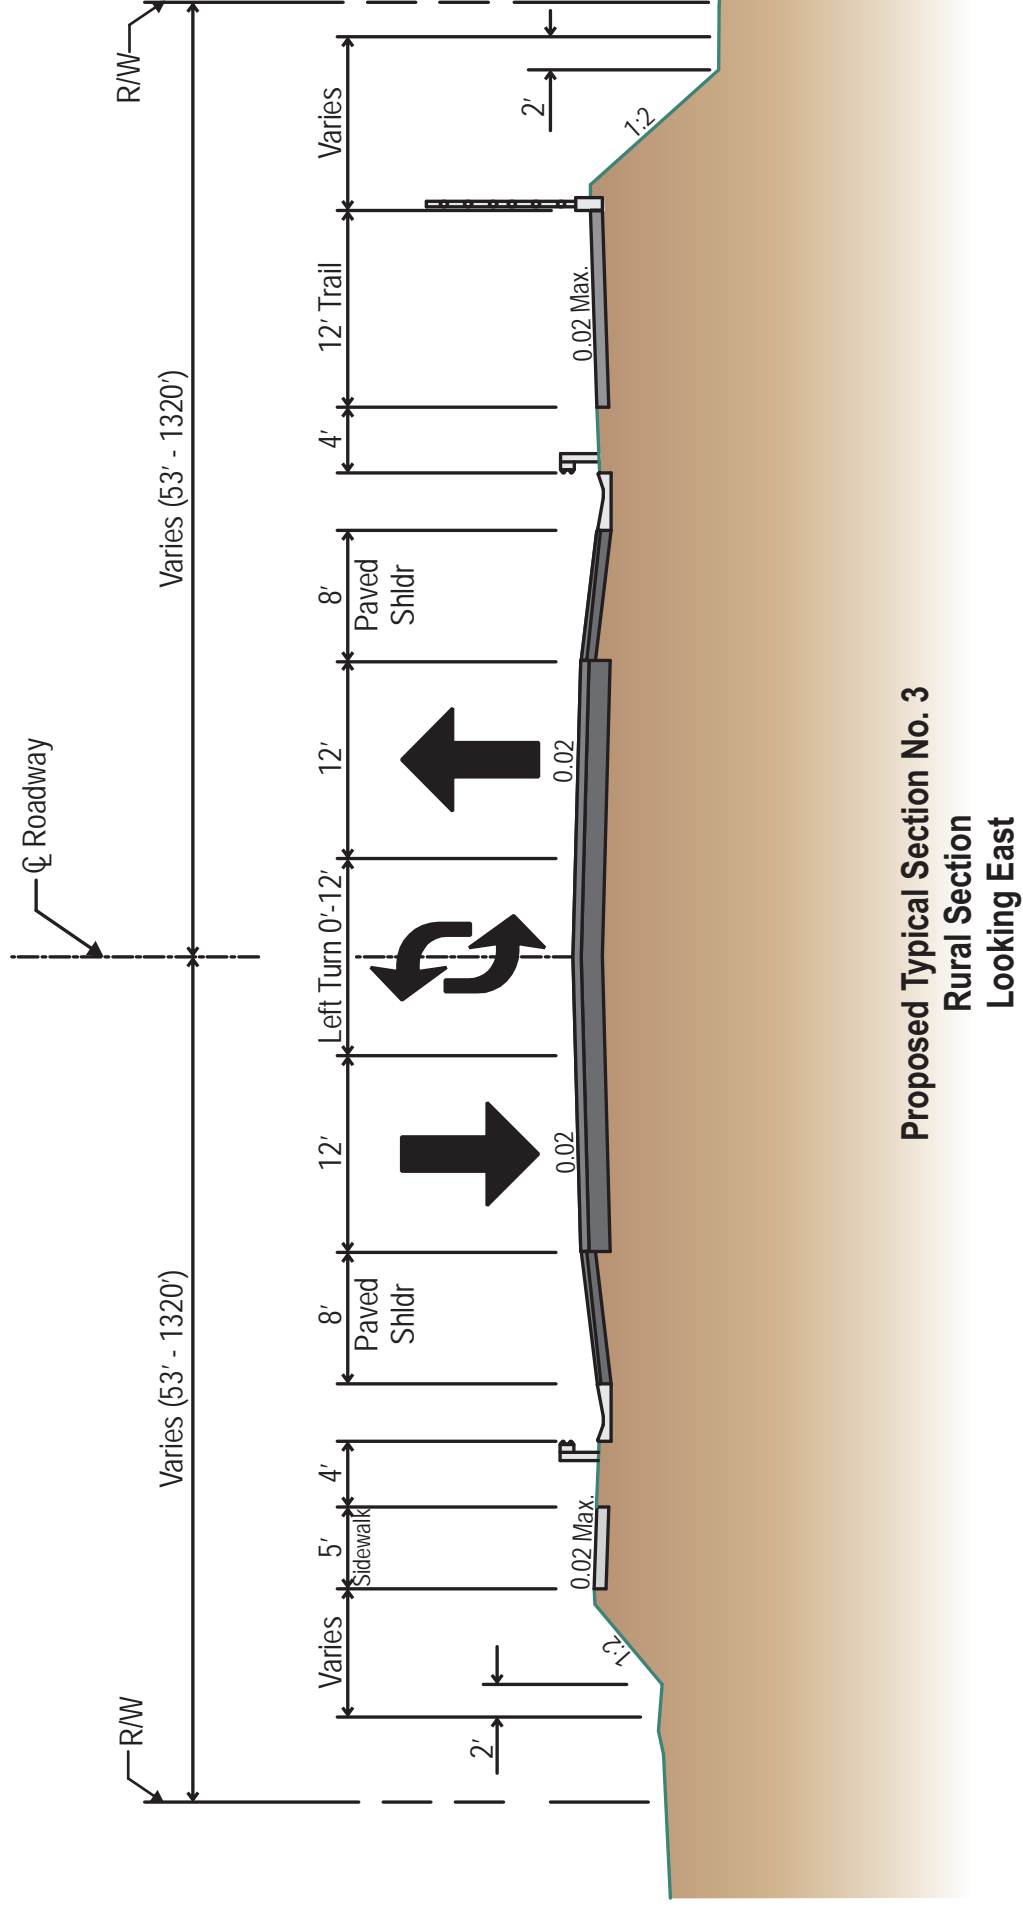 ℄ Roadway
R/W
R/W
Varies (53' - 1320')
Varies (53' - 1320')
Varies
5'
Sidewalk
4'
8'
Paved
Shldr
12'
Left Turn 0'-12'
12'
8'
Paved
Shldr
4'
12' Trail
Varies
2'
2'
1:2
0.02 Max.
0.02
0.02
0.02 Max.
1:2
Proposed Typical Section No. 3
Rural Section
Looking East